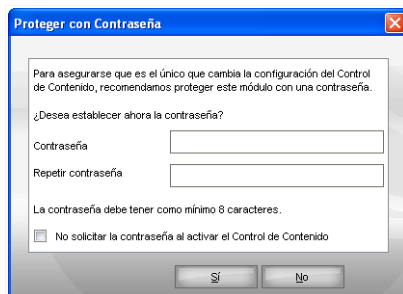 Proteger con Contraseña
Para asegurarse que es el único que cambia la configuración del Control
de Contenido, recomendamos proteger este módulo con una contraseña.
¿Desea establecer ahora la contraseña?
Contraseña
Repetir contraseña
La contraseña debe tener como mínimo 8 caracteres.
No solicitar la contraseña al activar el Control de Contenido
Sí No